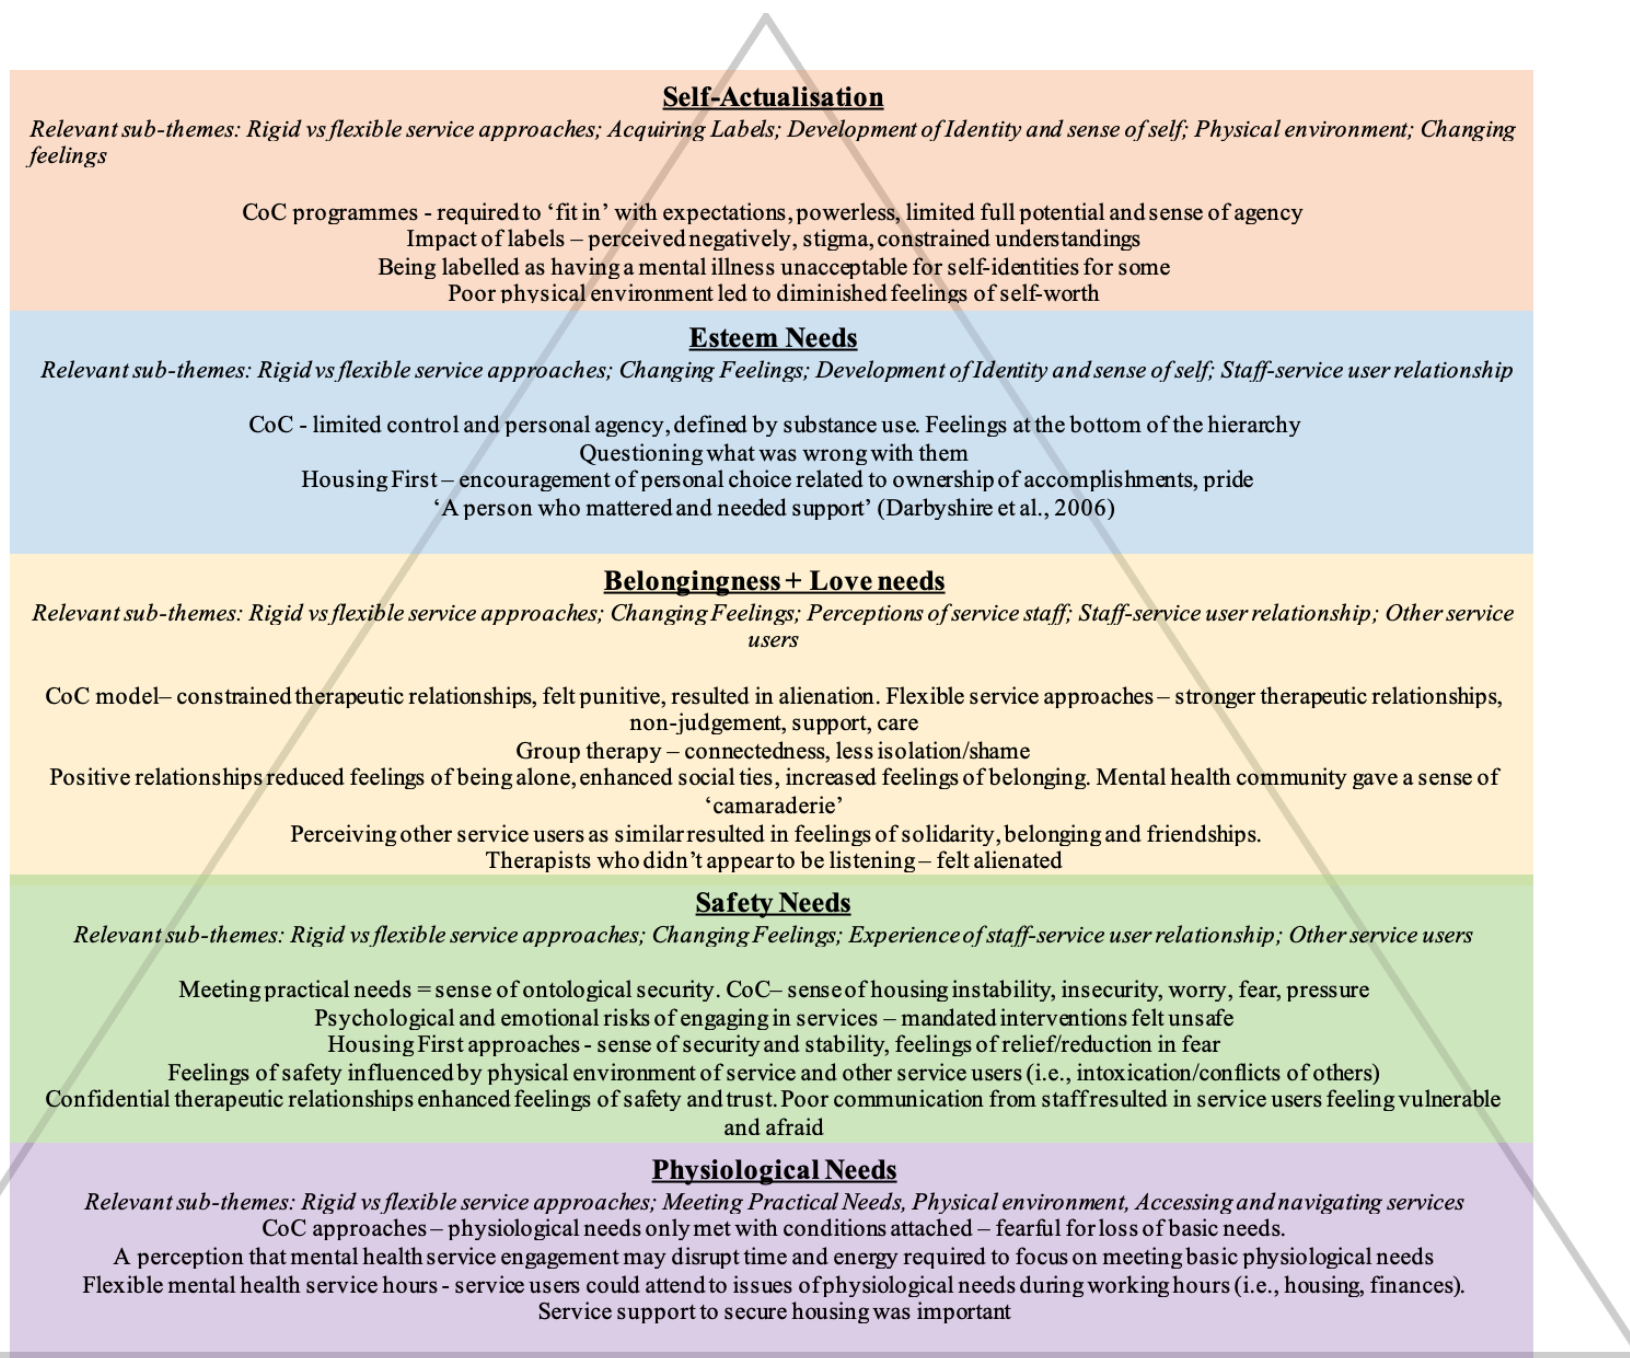 Self-Actualisation
Relevant sub-themes: Rigid vs flexible service approaches; Acquiring Labels; Development of Identity and sense of self; Physical environment; Changing
feelings
CoC programmes - required to ‘fit in’ with expectations, powerless, limited full potential and sense of agency
Impact of labels – perceived negatively, stigma, constrained understandings
Being labelled as having a mental illness unacceptable for self-identities for some
Poor physical environment led to diminished feelings of self-worth
Esteem Needs
Relevant sub-themes: Rigid vs flexible service approaches; Changing Feelings; Development of Identity and sense of self; Staff-service user relationship
CoC - limited control and personal agency, defined by substance use. Feelings at the bottom of the hierarchy
Questioning what was wrong with them
Housing First – encouragement of personal choice related to ownership of accomplishments, pride
‘A person who mattered and needed support’ (Darbyshire et al., 2006)
Belongingness + Love needs
Relevant sub-themes: Rigid vs flexible service approaches; Changing Feelings; Perceptions of service staff; Staff-service user relationship; Other service
users
CoC model– constrained therapeutic relationships, felt punitive, resulted in alienation. Flexible service approaches – stronger therapeutic relationships,
non-judgement, support, care
Group therapy – connectedness, less isolation/shame
Positive relationships reduced feelings of being alone, enhanced social ties, increased feelings of belonging. Mental health community gave a sense of
‘camaraderie’
Perceiving other service users as similar resulted in feelings of solidarity, belonging and friendships.
Therapists who didn’t appear to be listening – felt alienated
Safety Needs
Relevant sub-themes: Rigid vs flexible service approaches; Changing Feelings; Experience of staff-service user relationship; Other service users
Meeting practical needs = sense of ontological security. CoC– sense of housing instability, insecurity, worry, fear, pressure
Psychological and emotional risks of engaging in services – mandated interventions felt unsafe
Housing First approaches - sense of security and stability, feelings of relief/reduction in fear
Feelings of safety influenced by physical environment of service and other service users (i.e., intoxication/conflicts of others)
Confidential therapeutic relationships enhanced feelings of safety and trust. Poor communication from staff resulted in service users feeling vulnerable
and afraid
Physiological Needs
Relevant sub-themes: Rigid vs flexible service approaches; Meeting Practical Needs, Physical environment, Accessing and navigating services
CoC approaches – physiological needs only met with conditions attached – fearful for loss of basic needs.
A perception that mental health service engagement may disrupt time and energy required to focus on meeting basic physiological needs
Flexible mental health service hours - service users could attend to issues of physiological needs during working hours (i.e., housing, finances).
Service support to secure housing was important